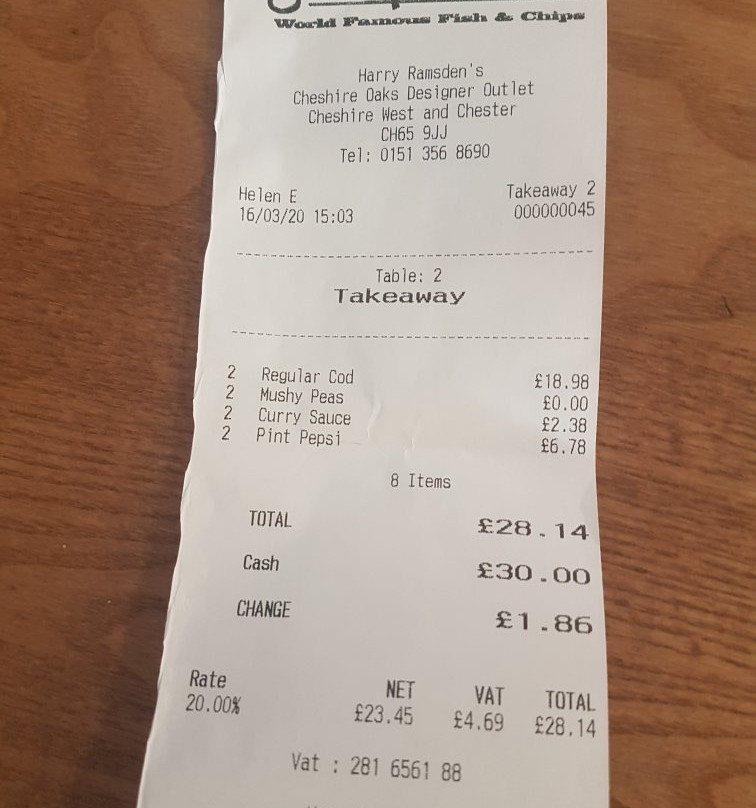 World Famous Fish & Chips
Harry Ramsden's
Cheshire Oaks Designer Outlet
Cheshire West and Chester
CH65 9JJ
Tel: 0151 356 8690
Helen E Takeaway 2
16/03/20 15:03 000000045
Table: 2
Takeaway
2 Regular Cod £18.98
2 Mushy Peas £0.00
2 Curry Sauce £2.38
2 Pint Pepsi £6.78
8 Items
TOTAL £28.14
Cash £30.00
CHANGE £1.86
Rate NET VAT TOTAL
20.00% £23.45 £4.69 £28.14
Vat : 281 6561 88